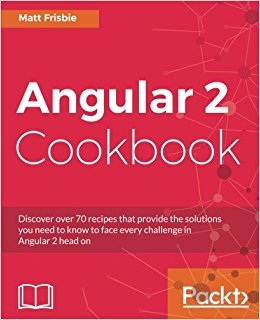 Matt Frisbie
Angular 2
Cookbook
Discover over 70 recipes that provide the solutions
you need to know to face every challenge in
Angular 2 head on
Packt>